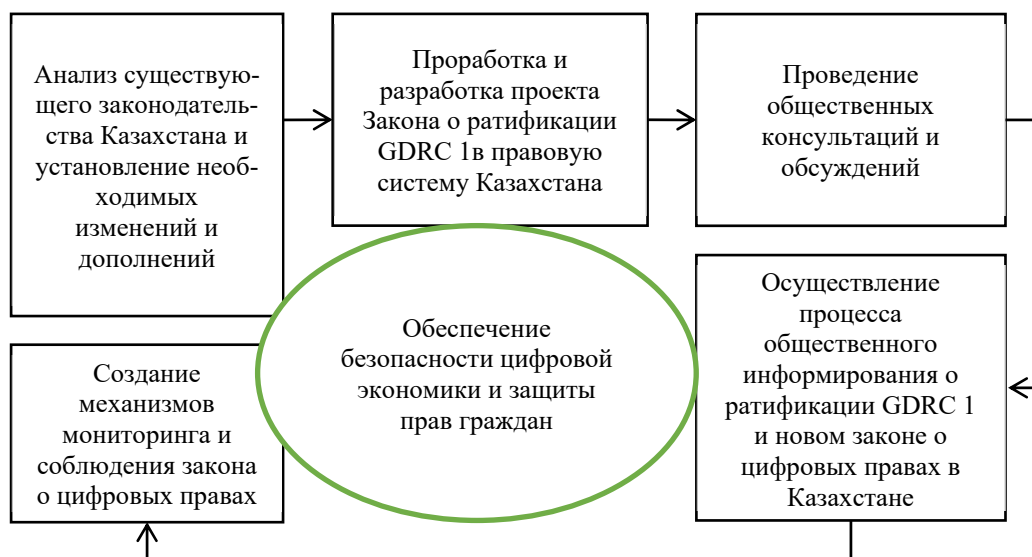 Анализ существую-
щего законодатель-
ства Казахстана и
установление необ-
ходимых
изменений и
дополнений
Проработка и
разработка проекта
Закона о ратификации
GDRC 1в правовую
систему Казахстана
Проведение
общественных
консультаций и
обсуждений
Обеспечение
безопасности цифровой
экономики и защиты
прав граждан
Осуществление
процесса
общественного
информирования о
ратификации GDRC 1
и новом законе о
цифровых правах в
Казахстане
Создание
механизмов
мониторинга и
соблюдения закона
о цифровых правах